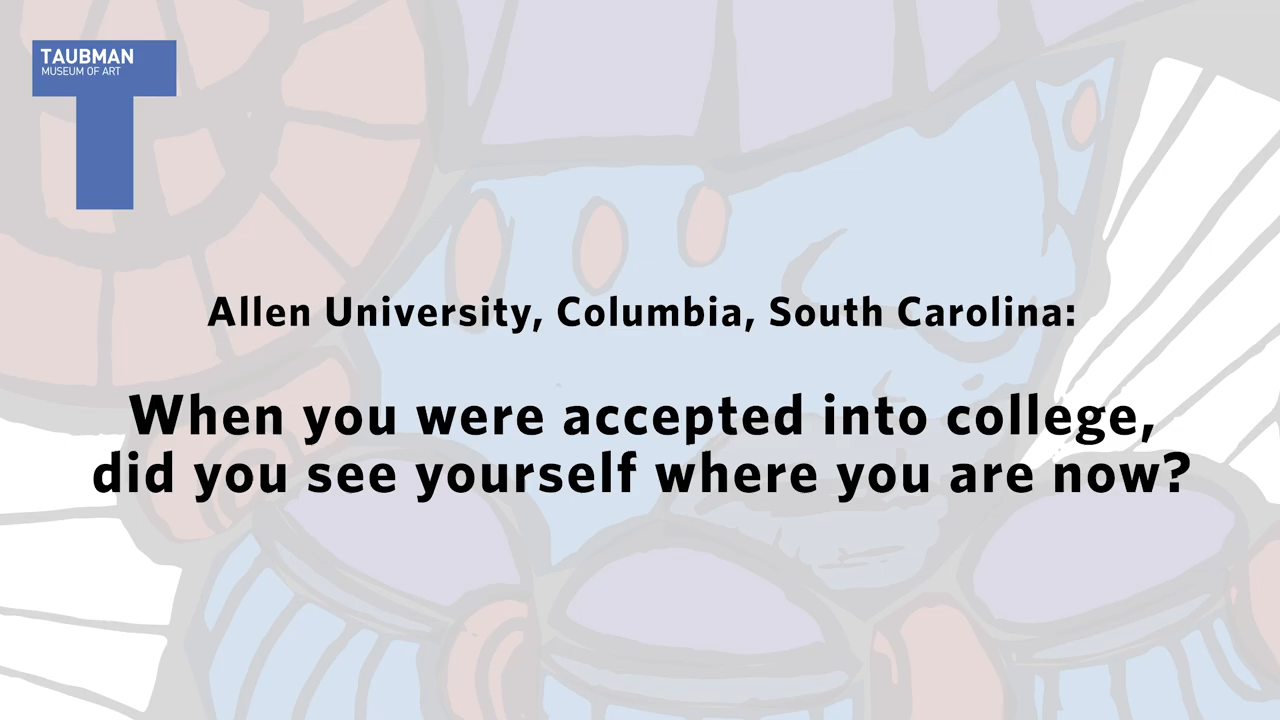 TAUBMAN
MUSEUM OF ART
Allen University, Columbia, South Carolina:
When you were accepted into college,
did you see yourself where you are now?